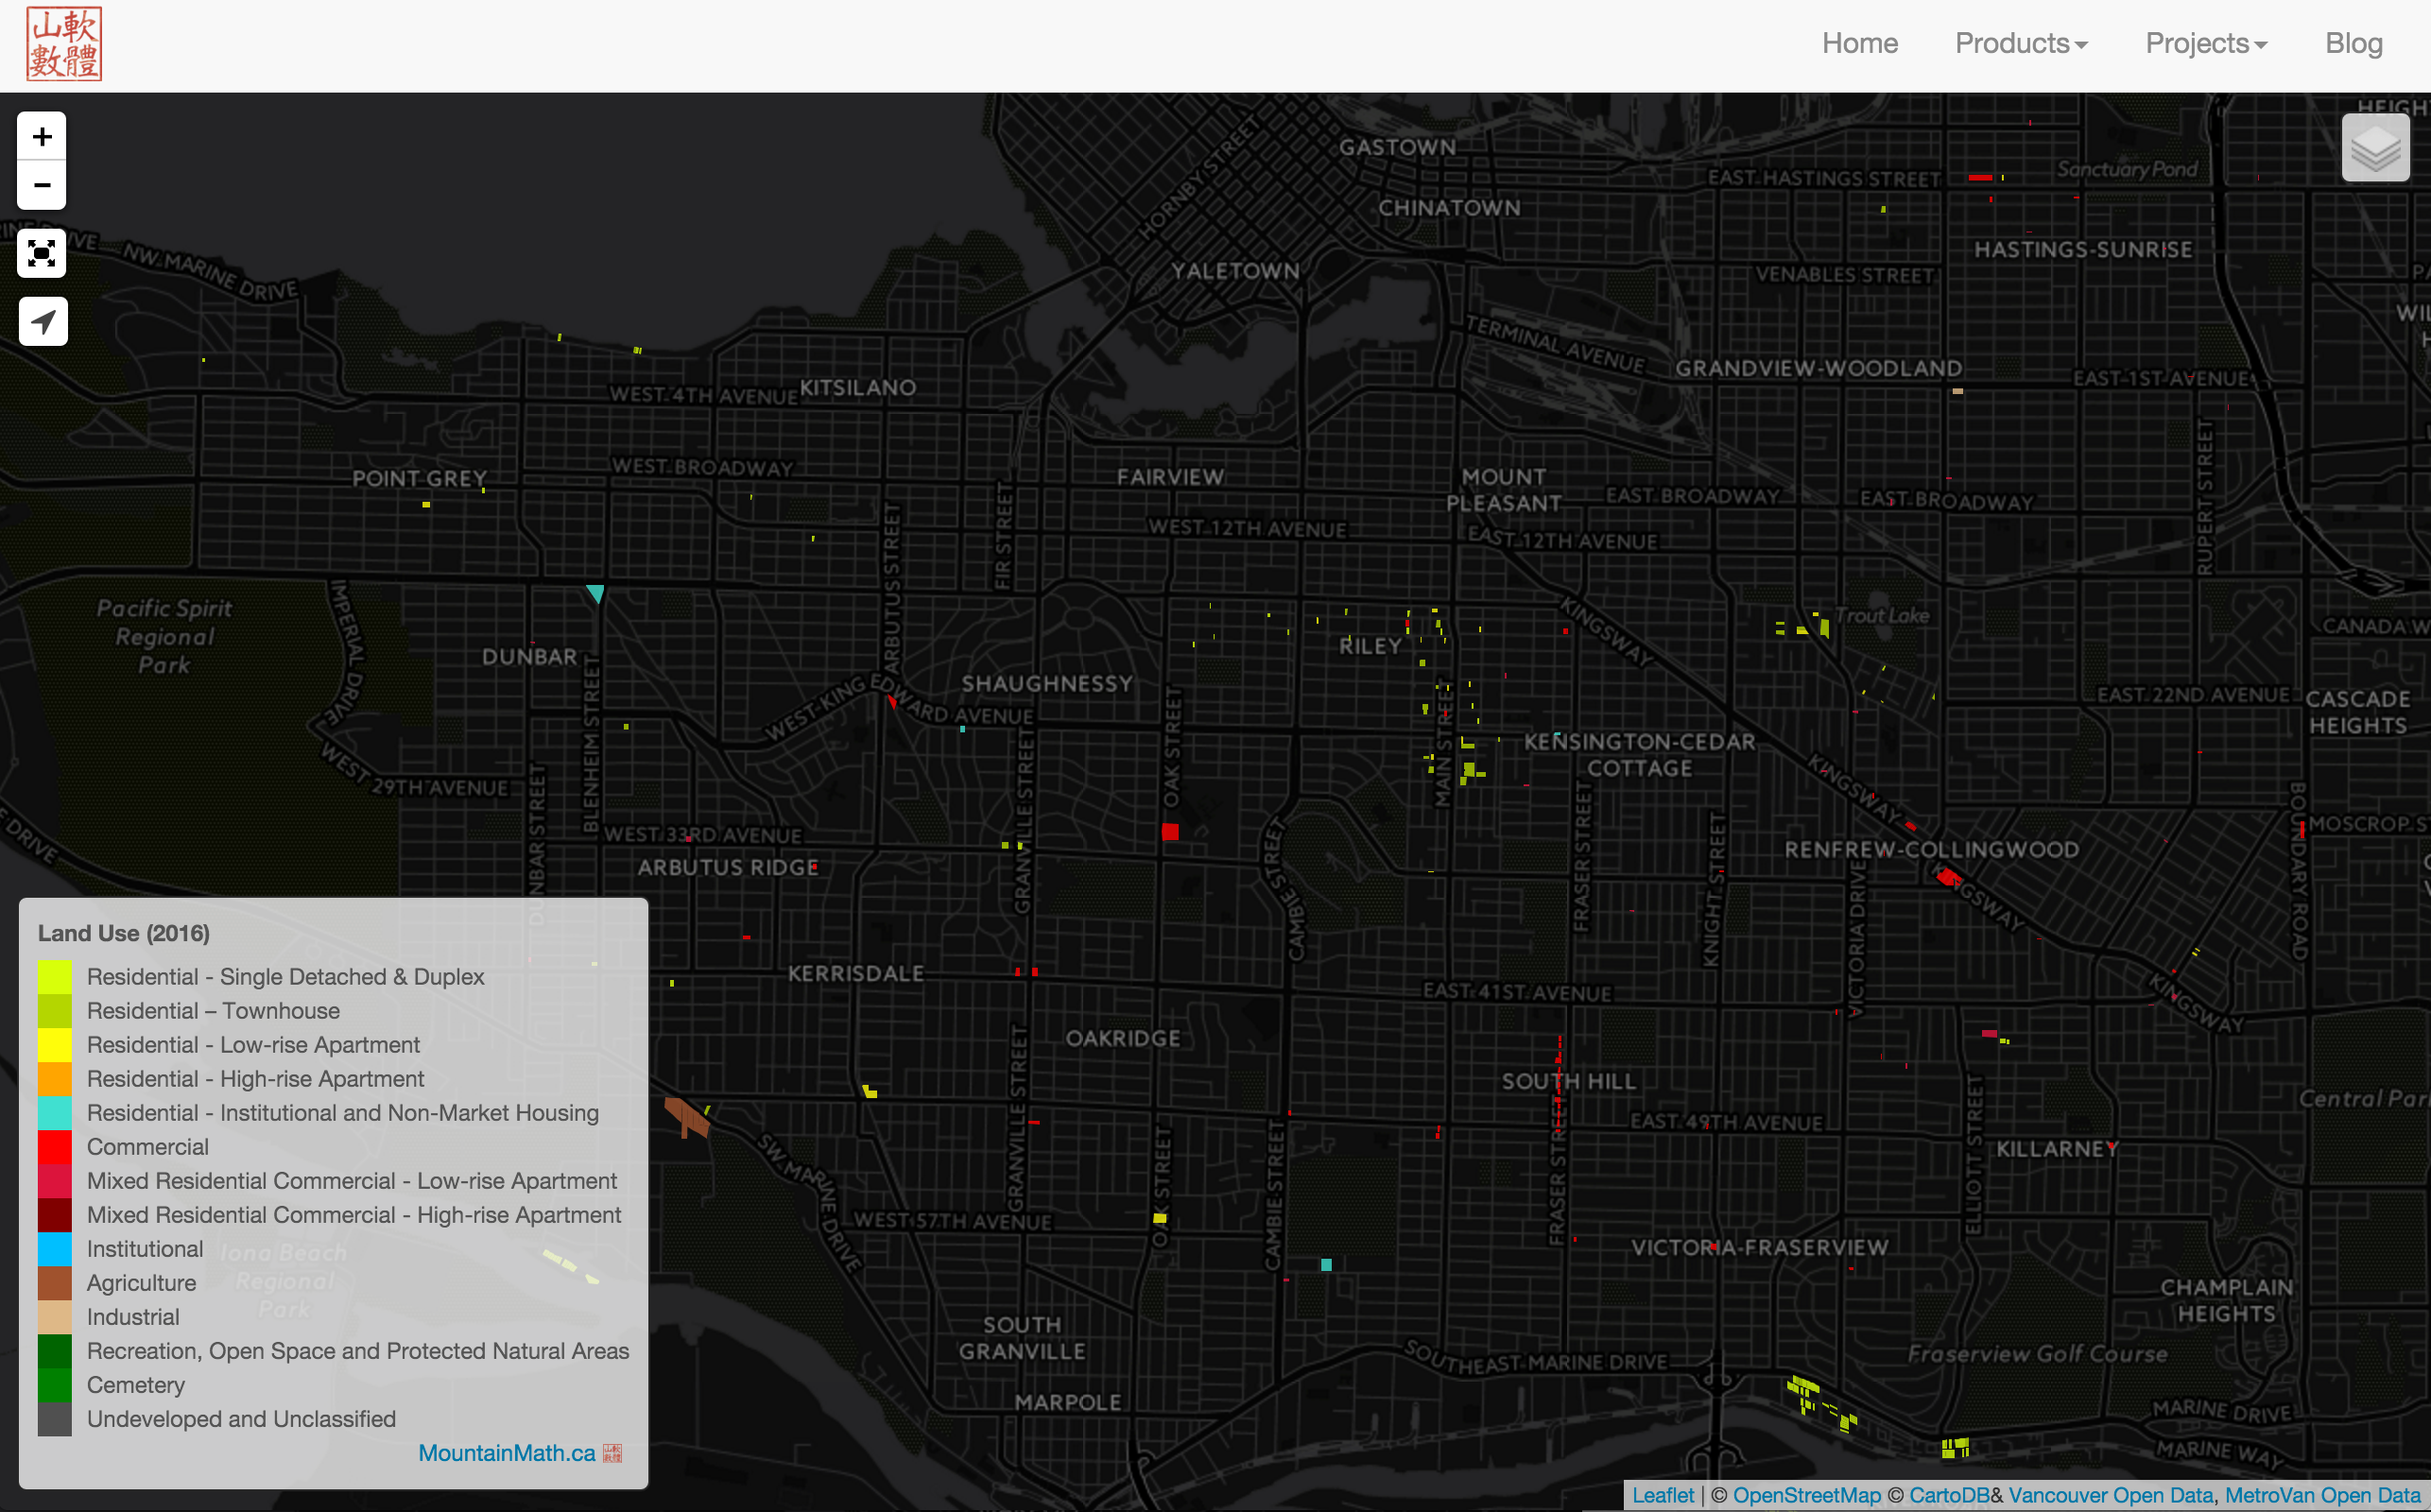 山軟
數體
Home
Products
Projects
Blog
+
−
GASTOWN
HORNBY STREET
EAST HASTINGS STREET
Sanctuary Pond
CHINATOWN
HASTINGS-SUNRISE
NW MARINE DRIVE
YALETOWN
VENABLES STREET
TERMINAL AVENUE
GRANDVIEW-WOODLAND
EAST 1ST AVENUE
WEST 4TH AVENUE
KITSILANO
POINT GREY
WEST BROADWAY
FAIRVIEW
MOUNT
PLEASANT
EAST BROADWAY
EAST BROADWAY
RUPERT STREET
ARBUTUS STREET
FIR STREET
WEST 12TH AVENUE
EAST 12TH AVENUE
Pacific Spirit
Regional
Park
IMPERIAL DRIVE
DUNBAR
KINGSWAY
Trout Lake
RILEY
SHAUGHNESSY
WEST KING EDWARD AVENUE
OAK STREET
MAIN STREET
EAST 22ND AVENUE
CASCADE
HEIGHTS
KENSINGTON-CEDAR
COTTAGE
WEST 29TH AVENUE
BLENHEIM STREET
DUNBAR STREET
GRANVILLE STREET
CAMBIE STREET
FRASER STREET
KNIGHT STREET
KINGSWAY
BOUNDARY ROAD
WEST 33RD AVENUE
ARBUTUS RIDGE
RENFREW-COLLINGWOOD
KINGSWAY
VICTORIA DRIVE
KERRISDALE
EAST 41ST AVENUE
KINGSWAY
OAKRIDGE
SOUTH HILL
GRANVILLE STREET
OAK STREET
CAMBIE STREET
FRASER STREET
EAST 49TH AVENUE
ELLIOTT STREET
KILLARNEY
SW MARINE DRIVE
WEST 57TH AVENUE
VICTORIA-FRASERVIEW
CHAMPLAIN
HEIGHTS
SOUTH
GRANVILLE
SOUTHEAST MARINE DRIVE
Fraserview Golf Course
MARPOLE
MARINE DRIVE
MARINE WAY
Land Use (2016)
Residential - Single Detached & Duplex
Residential – Townhouse
Residential - Low-rise Apartment
Residential - High-rise Apartment
Residential - Institutional and Non-Market Housing
Commercial
Mixed Residential Commercial - Low-rise Apartment
Mixed Residential Commercial - High-rise Apartment
Institutional
Agriculture
Industrial
Recreation, Open Space and Protected Natural Areas
Cemetery
Undeveloped and Unclassified
Iona Beach
Regional
Park
MountainMath.ca
Leaflet | © OpenStreetMap © CartoDB& Vancouver Open Data, MetroVan Open Data